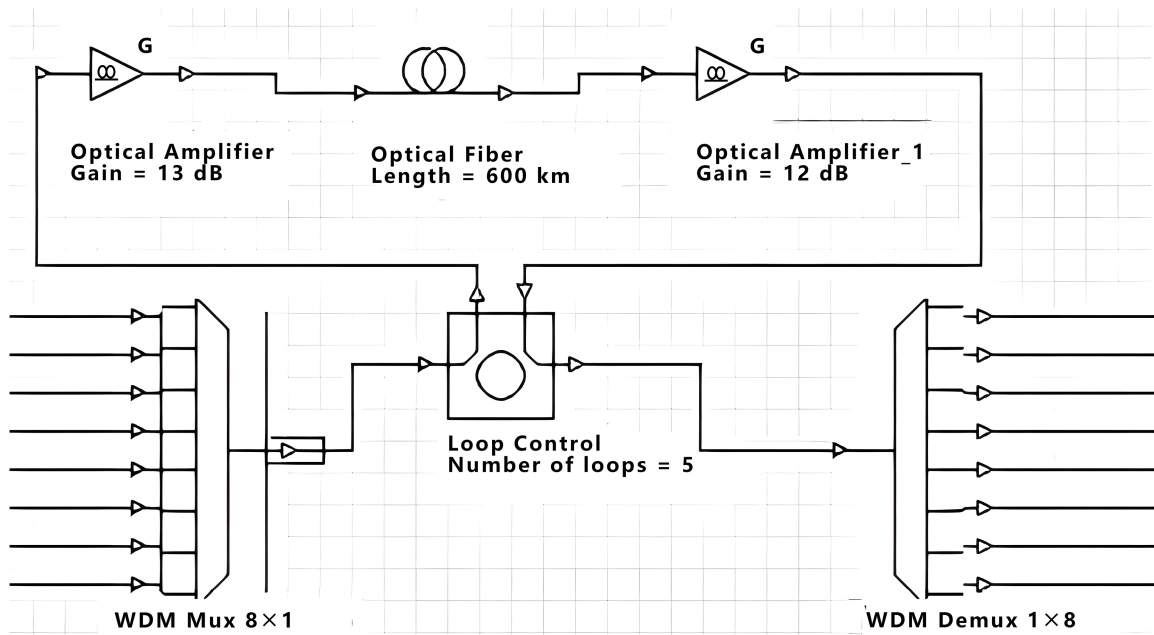 G
G
Optical Amplifier
Gain = 13 dB
Optical Fiber
Length = 600 km
Optical Amplifier_1
Gain = 12 dB
Loop Control
Number of loops = 5
WDM Mux 8×1
WDM Demux 1×8